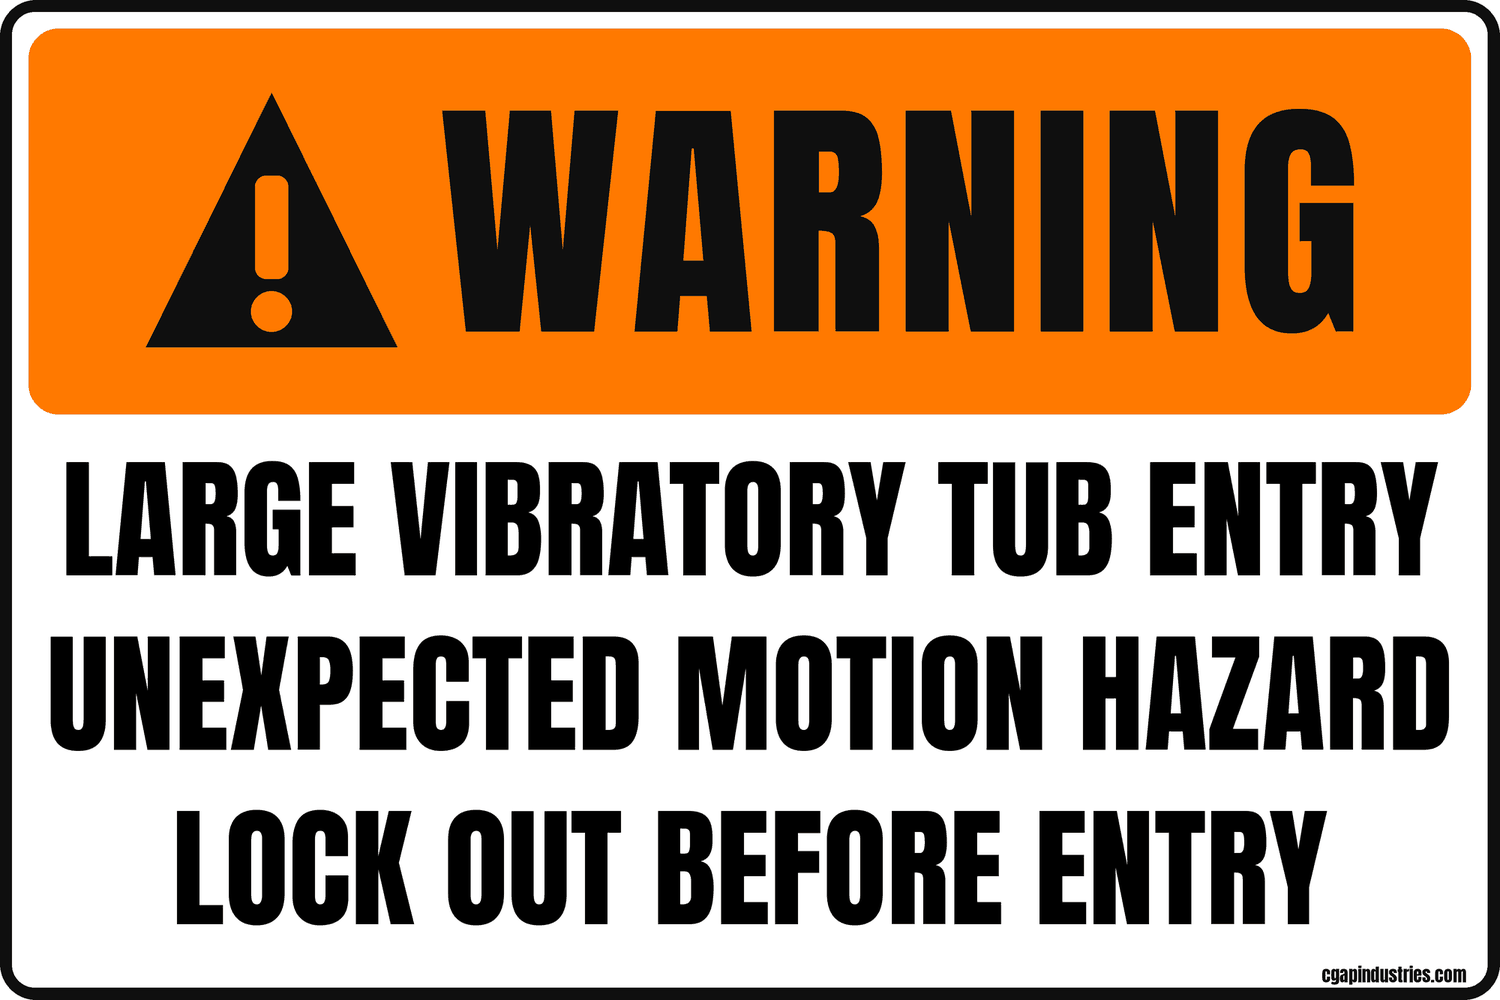 WARNING
LARGE VIBRATORY TUB ENTRY
UNEXPECTED MOTION HAZARD
LOCK OUT BEFORE ENTRY
cgapindustries.com